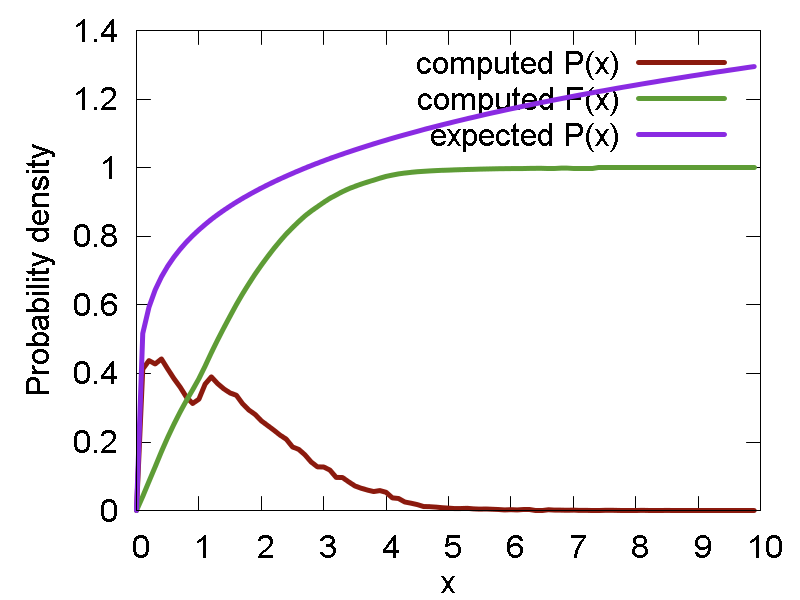 1.4
1.2
1
0.8
0.6
0.4
0.2
0
Probability density
computed P(x)
computed F(x)
expected P(x)
0 1 2 3 4 5 6 7 8 9 10
x